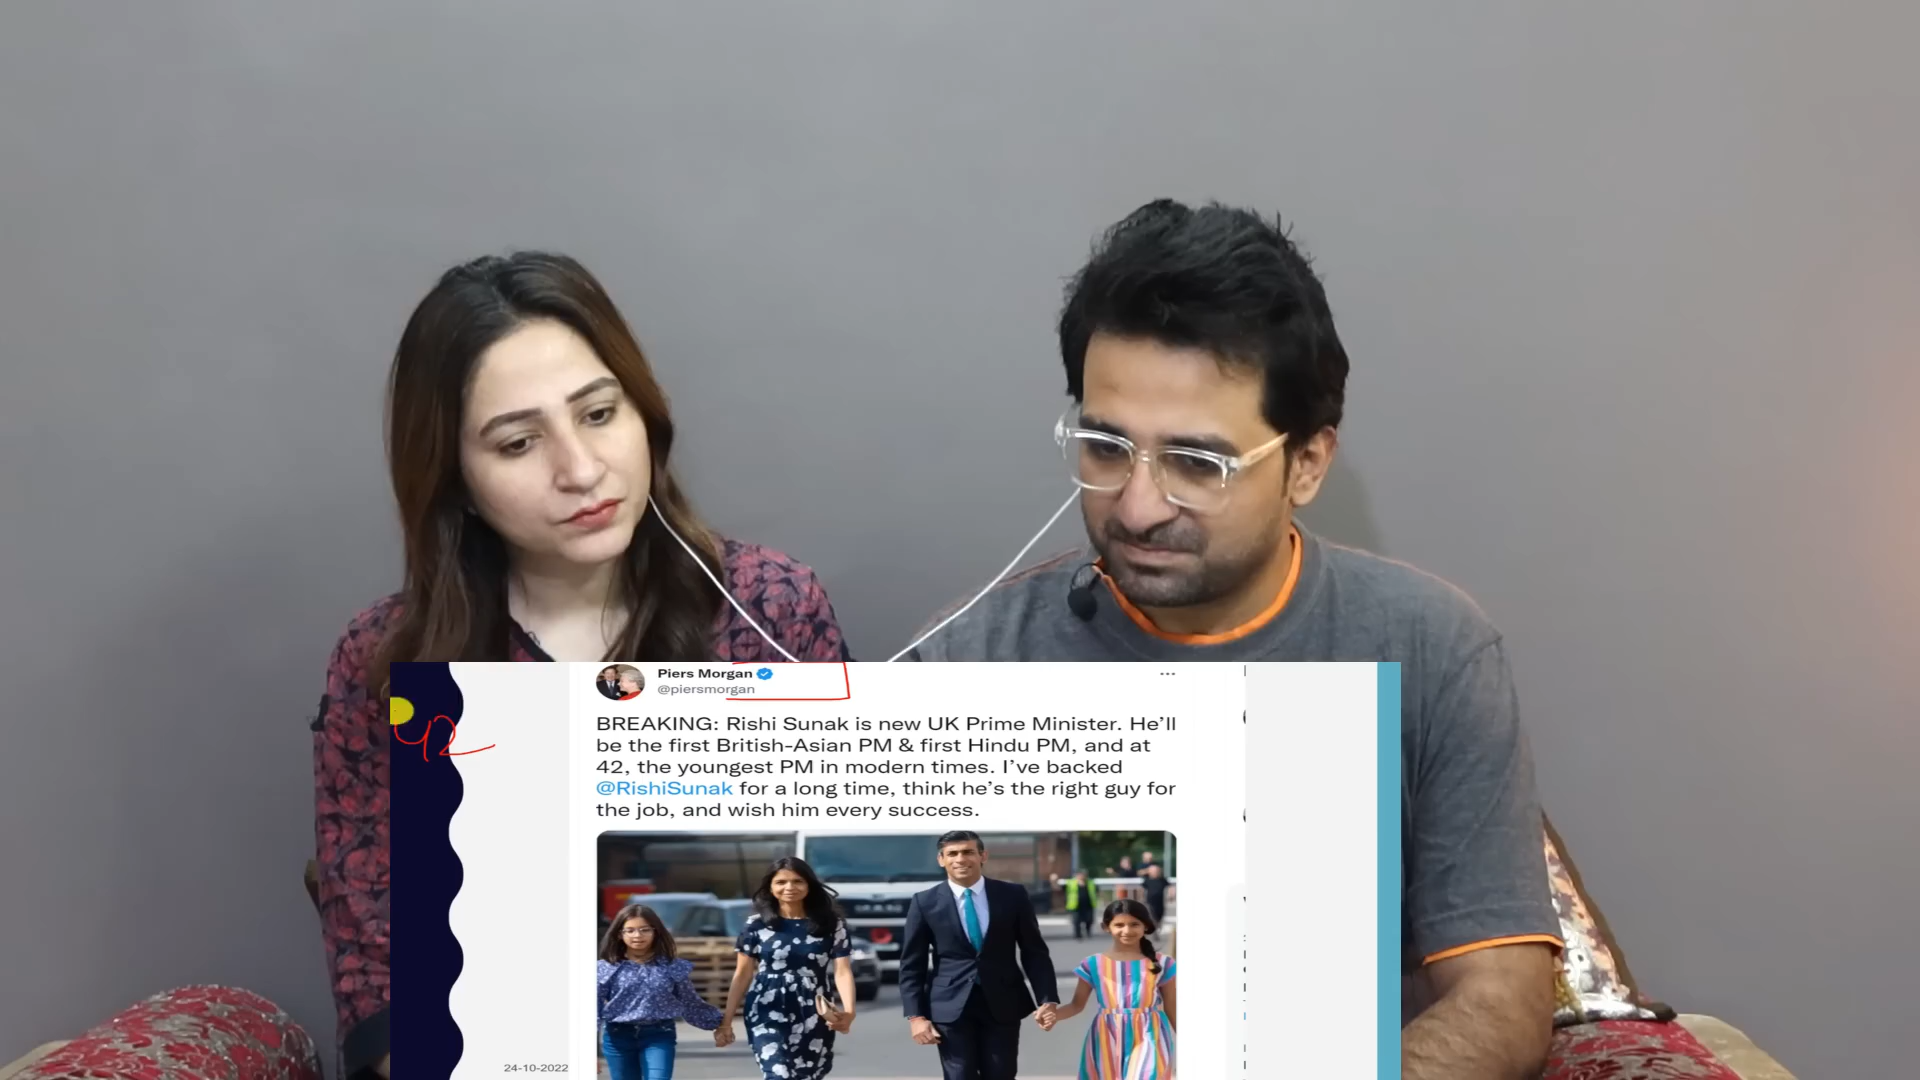 Piers Morgan
@piersmorgan
42
BREAKING: Rishi Sunak is new UK Prime Minister. He'll
be the first British-Asian PM & first Hindu PM, and at
42, the youngest PM in modern times. I've backed
@RishiSunak for a long time, think he's the right guy for
the job, and wish him every success.
24-10-2022